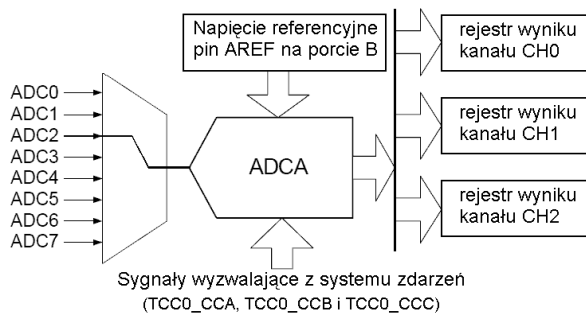 Napięcie referencyjne
pin AREF na porcie B
rejestr wyniku
kanału CH0
ADC0
ADC1
ADC2
ADC3
ADC4
ADC5
ADC6
ADC7
ADCA
rejestr wyniku
kanału CH1
rejestr wyniku
kanału CH2
Sygnały wyzwalające z systemu zdarzeń
(TCC0_CCA, TCC0_CCB i TCC0_CCC)